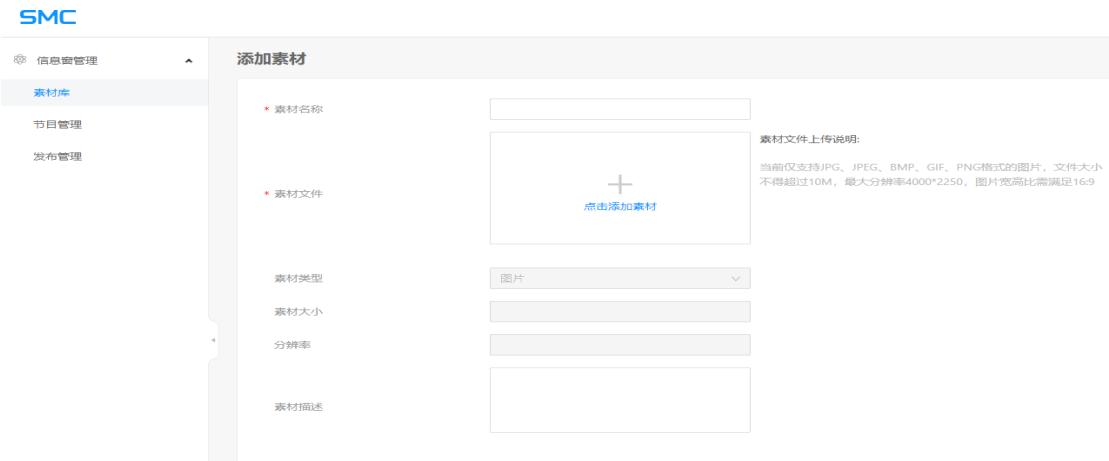 SMC
信息窗管理
素材库
节目管理
发布管理
添加素材
* 素材名称
* 素材文件
点击添加素材
素材文件上传说明:
当前仅支持JPG、JPEG、BMP、GIF、PNG格式的图片，文件大小
不得超过10M，最大分辨率4000*2250，图片宽高比需满足16:9
素材类型
图片
素材大小
分辨率
素材描述